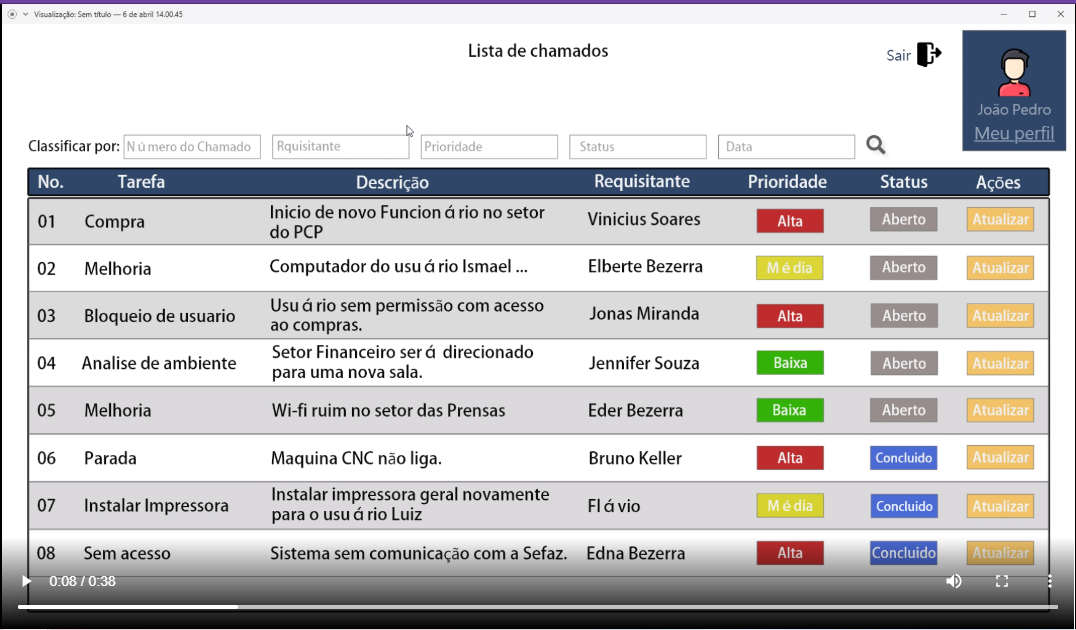 Visualização: Sem título — 6 de abril 14.00.45
Lista de chamados
Sair
João Pedro
Meu perfil
Classificar por: N ú mero do Chamado Rquisitante Prioridade Status Data
No. Tarefa Descrição Requisitante Prioridade Status Ações
01 Compra Inicio de novo Funcion á rio no setor do PCP Vinicius Soares Alta Aberto Atualizar
02 Melhoria Computador do usu á rio Ismael ... Elberte Bezerra M é dia Aberto Atualizar
03 Bloqueio de usuario Usu á rio sem permissão com acesso ao compras. Jonas Miranda Alta Aberto Atualizar
04 Analise de ambiente Setor Financeiro ser á direcionado para uma nova sala. Jennifer Souza Baixa Aberto Atualizar
05 Melhoria Wi-fi ruim no setor das Prensas Eder Bezerra Baixa Aberto Atualizar
06 Parada Maquina CNC não liga. Bruno Keller Alta Concluido Atualizar
07 Instalar Impressora Instalar impressora geral novamente para o usu á rio Luiz Fl á vio M é dia Concluido Atualizar
08 Sem acesso Sistema sem comunicação com a Sefaz. Edna Bezerra Alta Concluido Atualizar
0:08 / 0:38